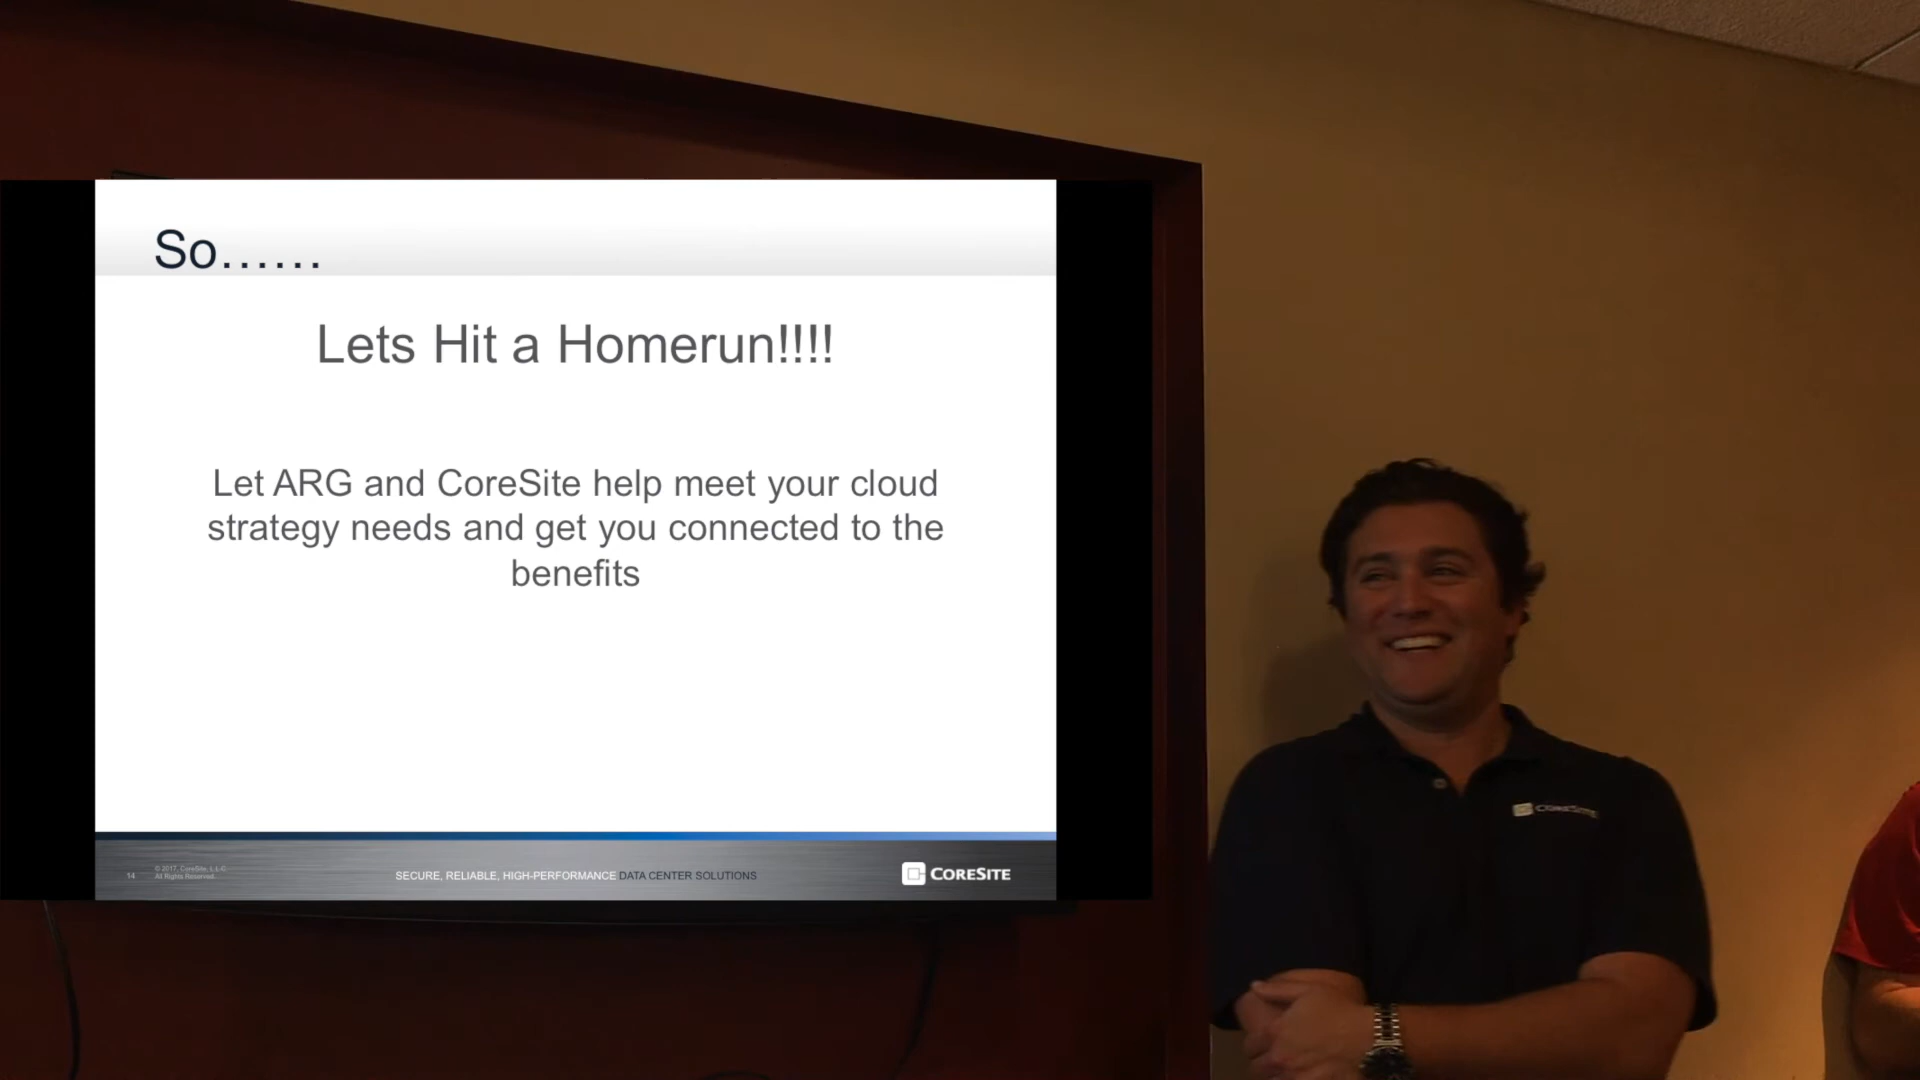 So......
Lets Hit a Homerun!!!!
Let ARG and CoreSite help meet your cloud
strategy needs and get you connected to the
benefits
14
© 2017, CoreSite, L.L.C.
All Rights Reserved.
SECURE, RELIABLE, HIGH-PERFORMANCE DATA CENTER SOLUTIONS
CORESITE
CORESITE